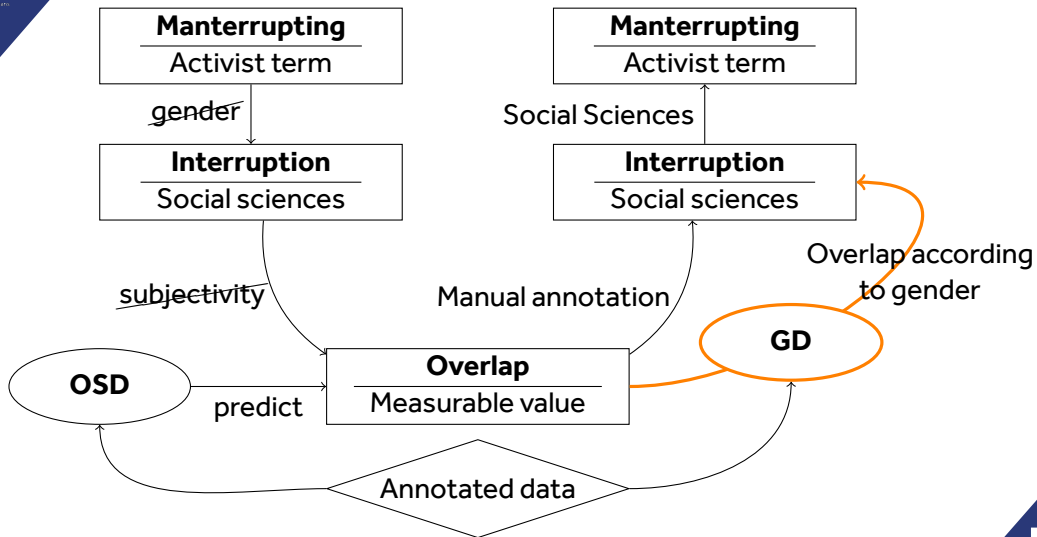 Manterrupting
Activist term
Manterrupting
Activist term
gender
Social Sciences
Interruption
Social sciences
Interruption
Social sciences
Overlap according
to gender
subjectivity
Manual annotation
GD
OSD
predict
Overlap
Measurable value
Annotated data